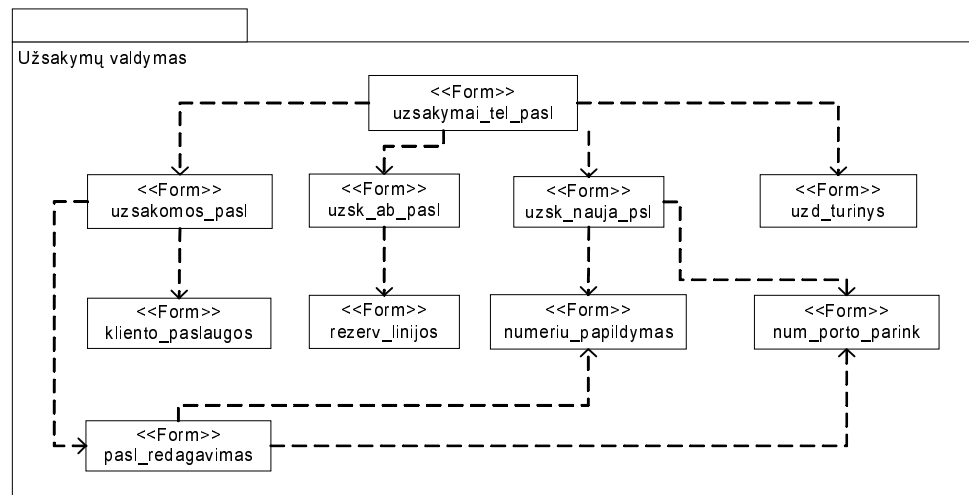 Užsakymų valdymas
<<Form>>
uzsakymai_tel_pasl
<<Form>>
uzsakomos_pasl
<<Form>>
uzsk_ab_pasl
<<Form>>
uzsk_nauja_psl
<<Form>>
uzd_turinys
<<Form>>
kliento_paslaugos
<<Form>>
rezerv_linijos
<<Form>>
numeriu_papildymas
<<Form>>
num_porto_parink
<<Form>>
pasl_redagavimas